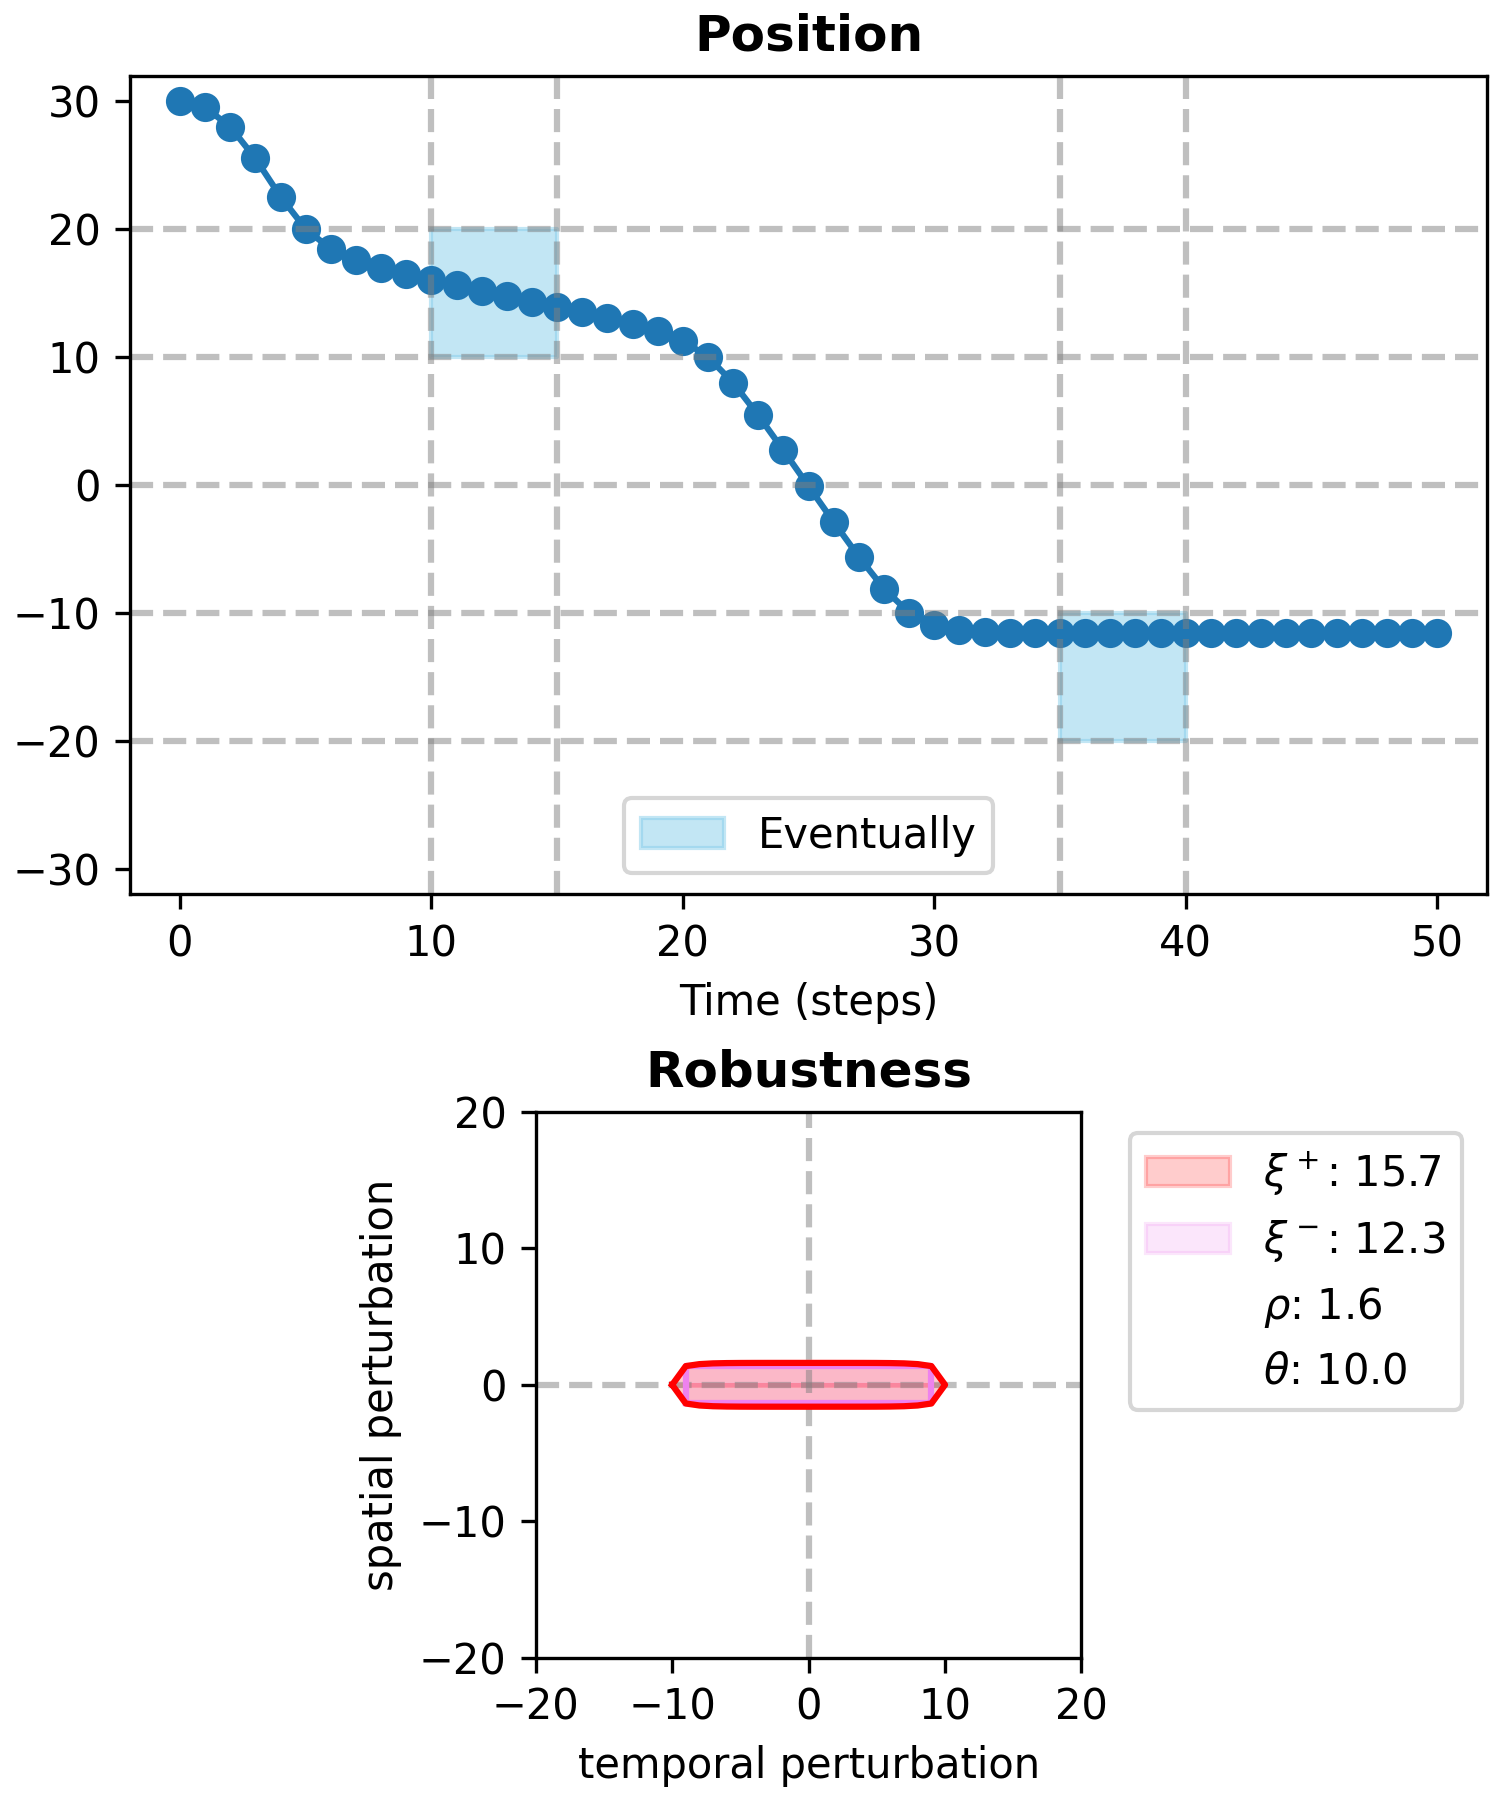 Position
30
20
10
0
−10
−20
−30
Eventually
0 10 20 30 40 50
Time (steps)
Robustness
20
10
0
−10
−20
spatial perturbation
−20 −10 0 10 20
temporal perturbation
ξ⁺: 15.7
ξ⁻: 12.3
ρ: 1.6
θ: 10.0